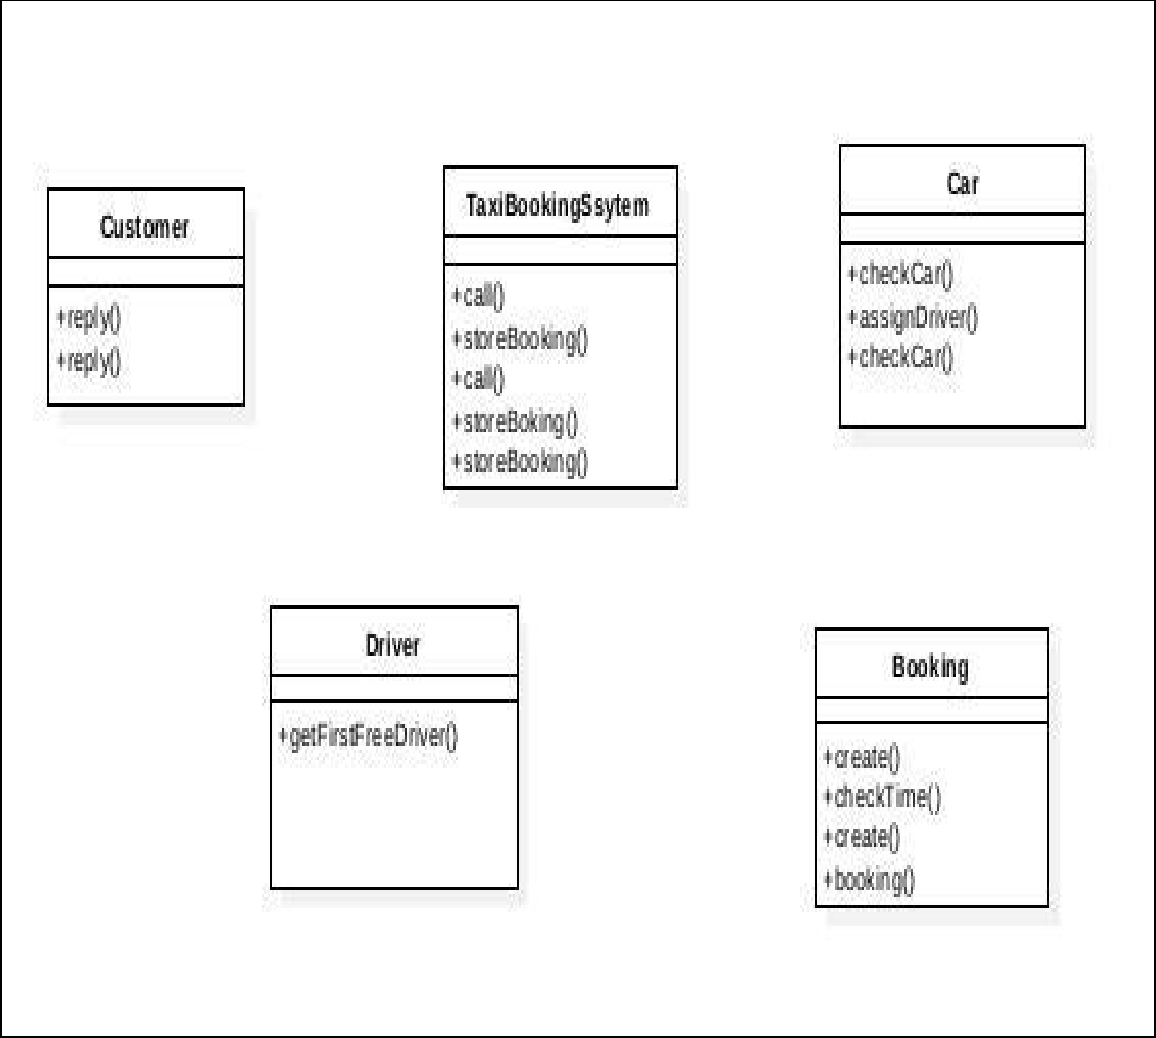 Customer
+reply()
+reply()
TaxiBookingSsytem
+call()
+storeBooking()
+call()
+storeBoking()
+storeBooking()
Car
+checkCar()
+assignDriver()
+checkCar()
Driver
+getFirstFreeDriver()
Booking
+create()
+checkTime()
+create()
+booking()